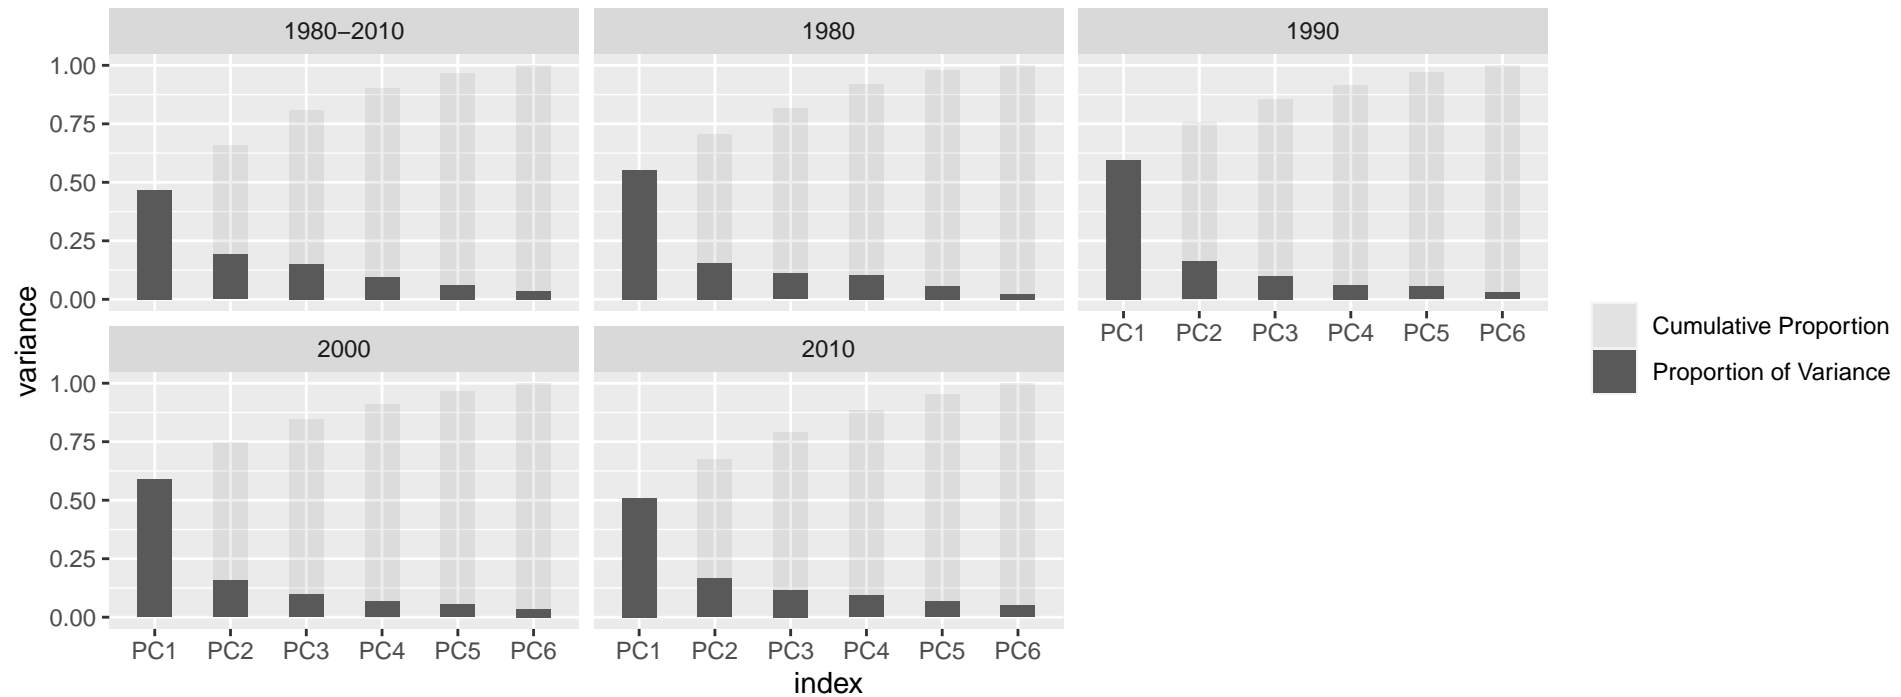 1980−2010
1980
1990
1.00
0.75
0.50
0.25
0.00
PC1 PC2 PC3 PC4 PC5 PC6
2000
2010
1.00
0.75
0.50
0.25
0.00
PC1 PC2 PC3 PC4 PC5 PC6
PC1 PC2 PC3 PC4 PC5 PC6
index
variance
Cumulative Proportion
Proportion of Variance